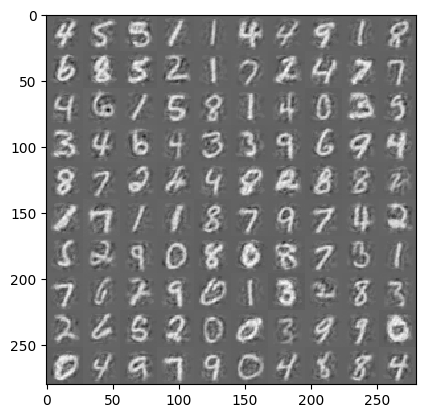 0
4 5 5 1 1 4 4 9 1 8
50
6 8 5 2 1 7 2 4 7 7
4 6 1 5 8 1 4 0 3 9
100
3 4 6 4 3 3 9 6 9 4
8 7 2 4 4 8 2 8 8 2
150
1 7 1 1 8 7 9 7 4 2
5 2 9 0 8 0 8 7 3 1
200
7 6 7 9 0 1 3 2 8 3
2 6 5 2 0 0 3 9 9 0
250
0 4 9 7 9 0 4 8 8 4
0 50 100 150 200 250